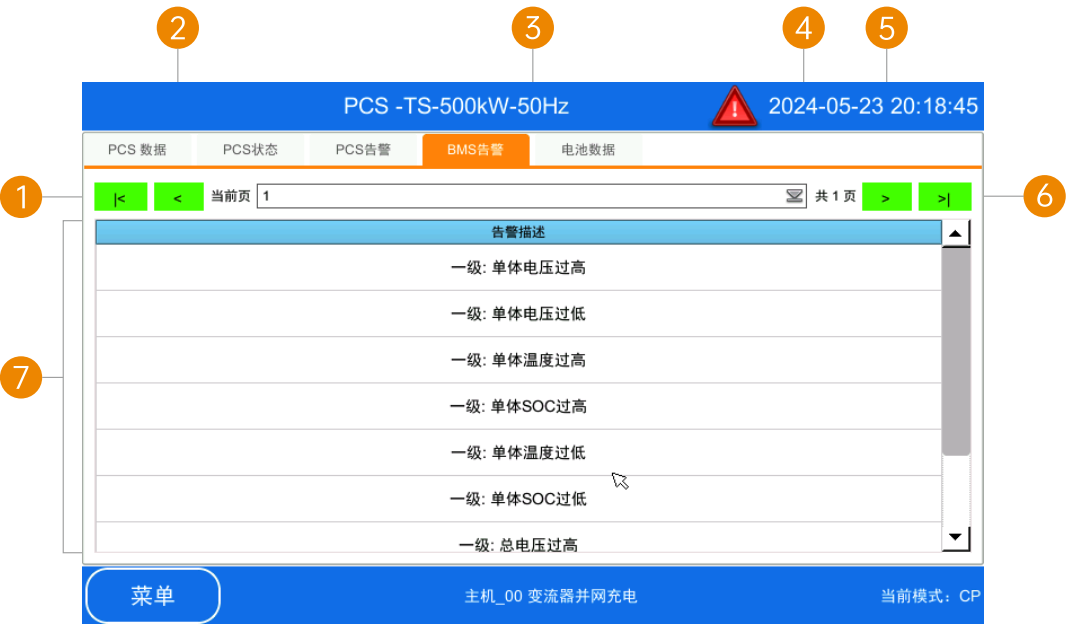 2 3 4 5
PCS -TS-500kW-50Hz ! 2024-05-23 20:18:45
PCS 数据 PCS状态 PCS告警 BMS告警 电池数据
1 |< < 当前页 1 共 1 页 > >| 6
告警描述
一级: 单体电压过高
一级: 单体电压过低
一级: 单体温度过高
7
一级: 单体SOC过高
一级: 单体温度过低
一级: 单体SOC过低
一级: 总电压过高
菜单 主机_00 变流器并网充电 当前模式：CP